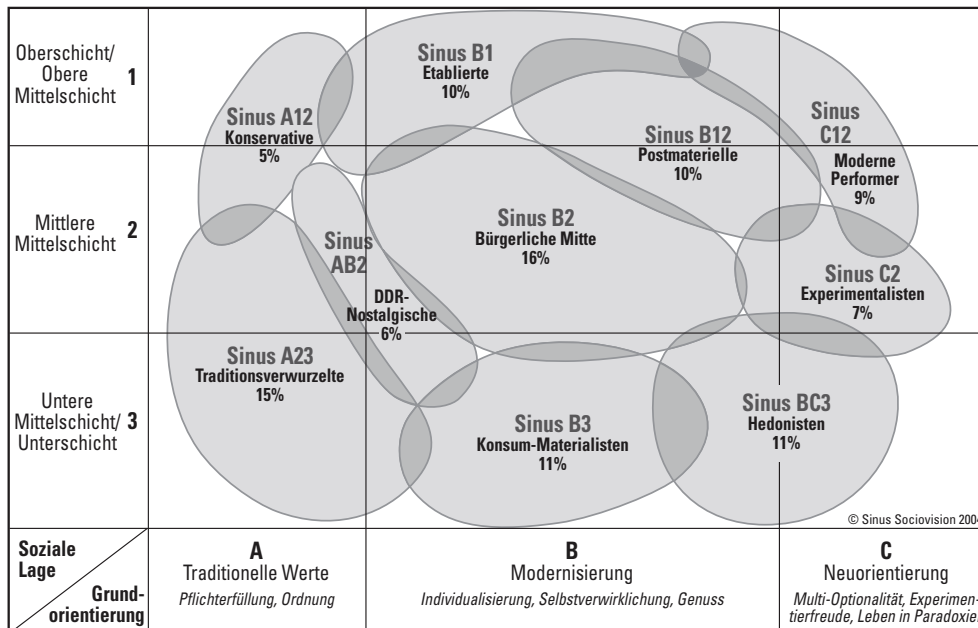 Oberschicht/
Obere
Mittelschicht
1
Sinus A12
Konservative
5%
Sinus B1
Etablierte
10%
Sinus B12
Postmaterielle
10%
Sinus
C12
Moderne
Performer
9%
Mittlere
Mittelschicht
2
Sinus
AB2
DDR-
Nostalgische
6%
Sinus B2
Bürgerliche Mitte
16%
Sinus C2
Experimentalisten
7%
Untere
Mittelschicht/
Unterschicht
3
Sinus A23
Traditionsverwurzelte
15%
Sinus B3
Konsum-Materialisten
11%
Sinus BC3
Hedonisten
11%
© Sinus Sociovision 2004
Soziale
Lage
Grund-
orientierung
A
Traditionelle Werte
Pflichterfüllung, Ordnung
B
Modernisierung
Individualisierung, Selbstverwirklichung, Genuss
C
Neuorientierung
Multi-Optionalität, Experimen-
tierfreude, Leben in Paradoxien